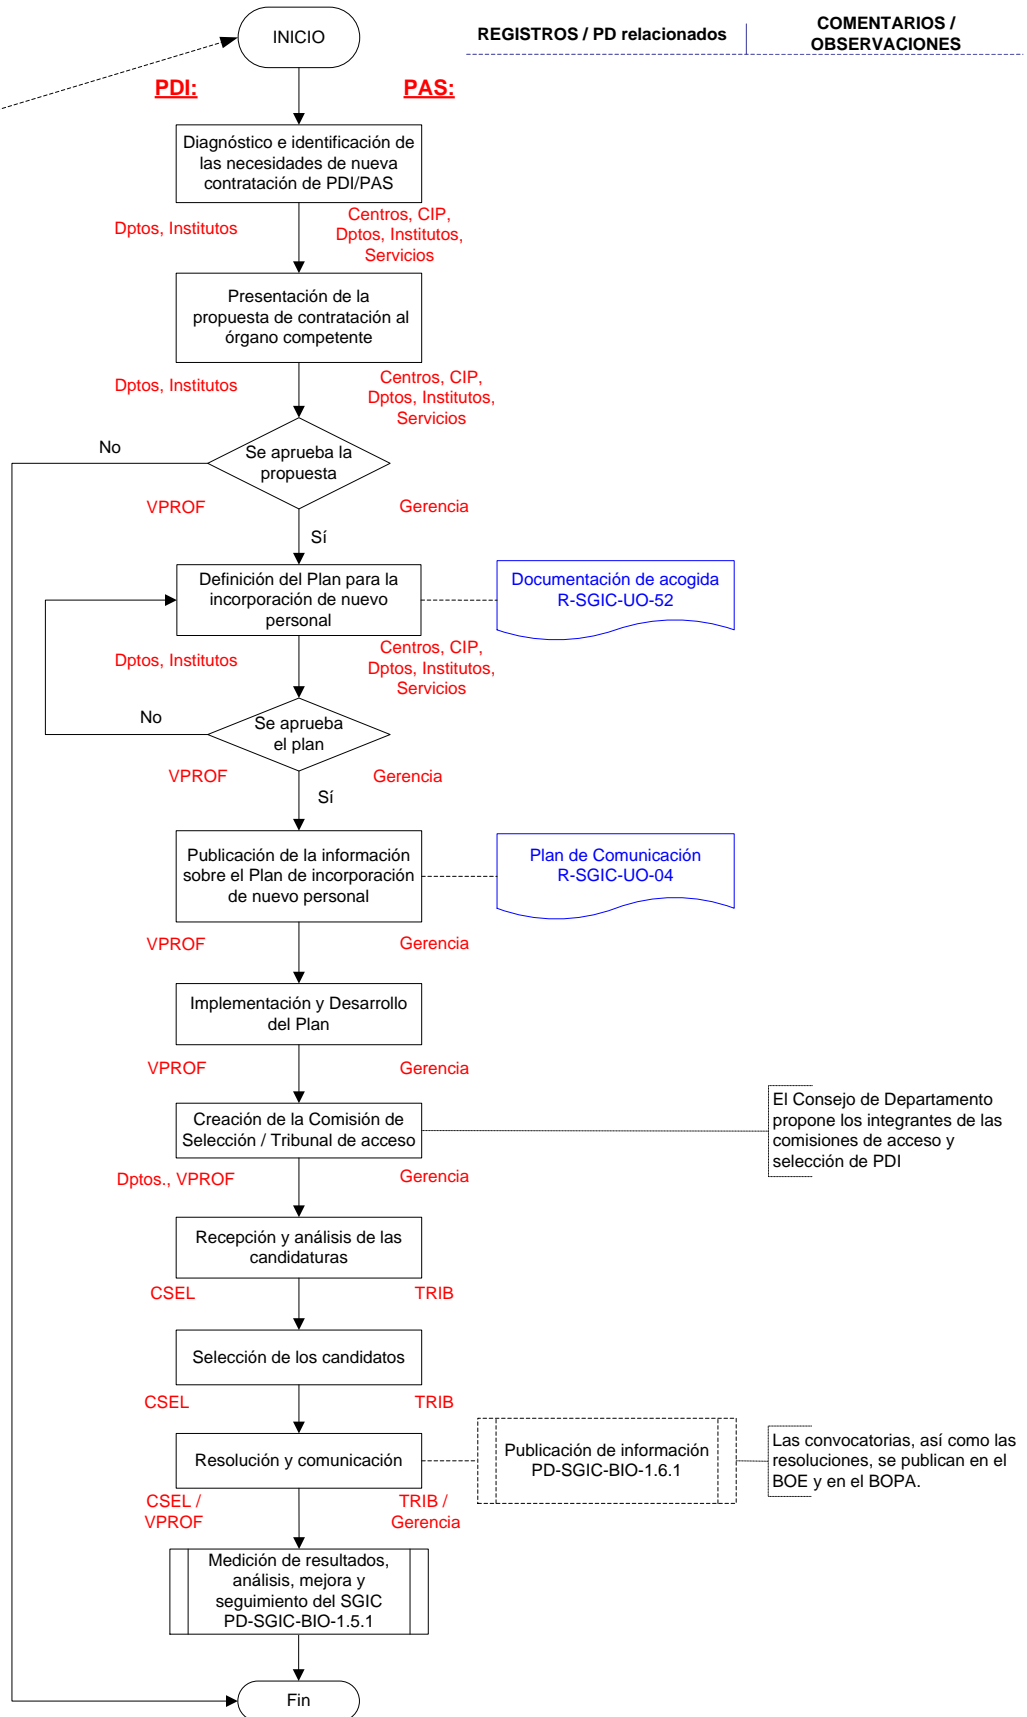 INICIO
REGISTROS / PD relacionados
COMENTARIOS /
OBSERVACIONES
PDI:
PAS:
Diagnóstico e identificación de
las necesidades de nueva
contratación de PDI/PAS
Dptos, Institutos
Centros, CIP,
Dptos, Institutos,
Servicios
Presentación de la
propuesta de contratación al
órgano competente
Dptos, Institutos
Centros, CIP,
Dptos, Institutos,
Servicios
No
Se aprueba la
propuesta
VPROF
Gerencia
Sí
Definición del Plan para la
incorporación de nuevo
personal
Documentación de acogida
R-SGIC-UO-52
Dptos, Institutos
Centros, CIP,
Dptos, Institutos,
Servicios
No
Se aprueba
el plan
VPROF
Gerencia
Sí
Publicación de la información
sobre el Plan de incorporación
de nuevo personal
Plan de Comunicación
R-SGIC-UO-04
VPROF
Gerencia
Implementación y Desarrollo
del Plan
VPROF
Gerencia
Creación de la Comisión de
Selección / Tribunal de acceso
El Consejo de Departamento
propone los integrantes de las
comisiones de acceso y
selección de PDI
Dptos., VPROF
Gerencia
Recepción y análisis de las
candidaturas
CSEL
TRIB
Selección de los candidatos
CSEL
TRIB
Resolución y comunicación
Publicación de información
PD-SGIC-BIO-1.6.1
Las convocatorias, así como las
resoluciones, se publican en el
BOE y en el BOPA.
CSEL /
VPROF
TRIB /
Gerencia
Medición de resultados,
análisis, mejora y
seguimiento del SGIC
PD-SGIC-BIO-1.5.1
Fin